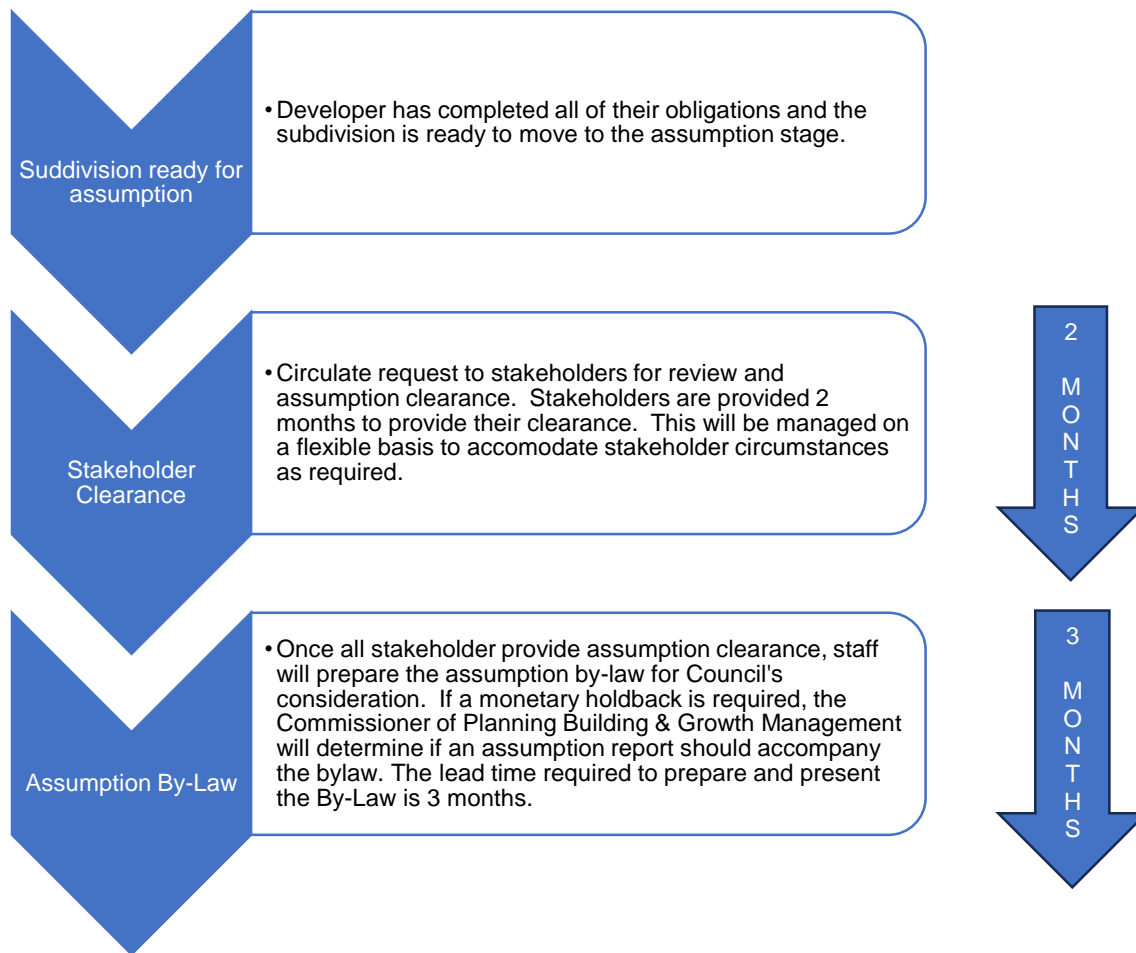 Suddivision ready for
assumption
• Developer has completed all of their obligations and the
subdivision is ready to move to the assumption stage.
Stakeholder
Clearance
• Circulate request to stakeholders for review and
assumption clearance.  Stakeholders are provided 2
months to provide their clearance.  This will be managed on
a flexible basis to accomodate stakeholder circumstances
as required.
2
M
O
N
T
H
S
Assumption By-Law
• Once all stakeholder provide assumption clearance, staff
will prepare the assumption by-law for Council's
consideration.  If a monetary holdback is required, the
Commissioner of Planning Building & Growth Management
will determine if an assumption report should accompany
the bylaw. The lead time required to prepare and present
the By-Law is 3 months.
3
M
O
N
T
H
S